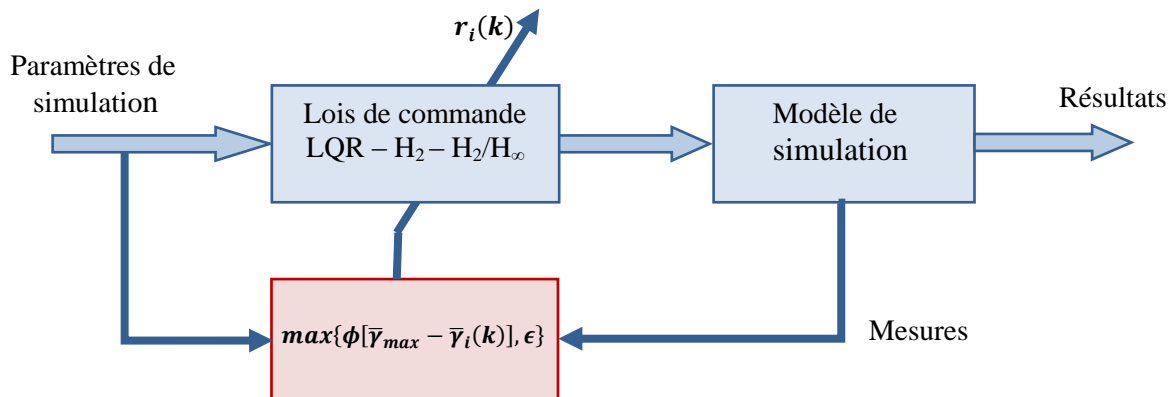 r_i(k)
Paramètres de
simulation
Lois de commande
LQR – H₂ – H₂/H∞
Modèle de
simulation
Résultats
max{ϕ[γ̅_max − γ̅_i(k)], ϵ}
Mesures